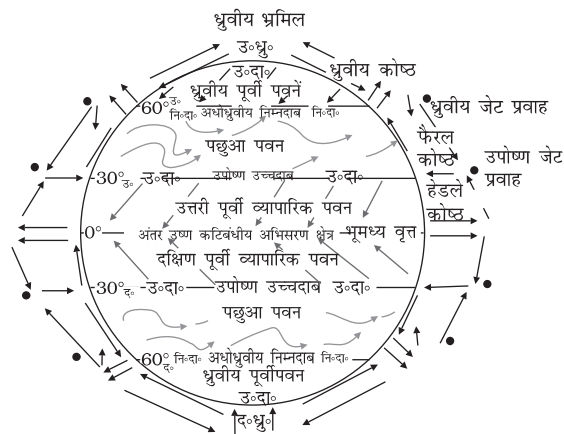 ध्रुवीय भ्रमिल
उ॰ध्रु॰
उ॰दा॰
ध्रुवीय कोष्ठ
ध्रुवीय पूर्वी पवनें
60°उ॰
नि॰दा॰ अधोध्रुवीय निम्नदाब नि॰दा॰
ध्रुवीय जेट प्रवाह
पछुआ पवन
फैरल
कोष्ठ
उपोष्ण जेट
प्रवाह
30°उ॰ उ॰दा॰ उपोष्ण उच्चदाब उ॰दा॰
हेडले
कोष्ठ
उत्तरी पूर्वी व्यापारिक पवन
0° अंतर उष्ण कटिबंधीय अभिसरण क्षेत्र भूमध्य वृत्त
दक्षिण पूर्वी व्यापारिक पवन
30°द॰ उ॰दा॰ उपोष्ण उच्चदाब उ॰दा॰
पछुआ पवन
60°द॰ नि॰दा॰ अधोध्रुवीय निम्नदाब नि॰दा॰
ध्रुवीय पूर्वीपवन
उ॰दा॰
द॰ध्रु॰